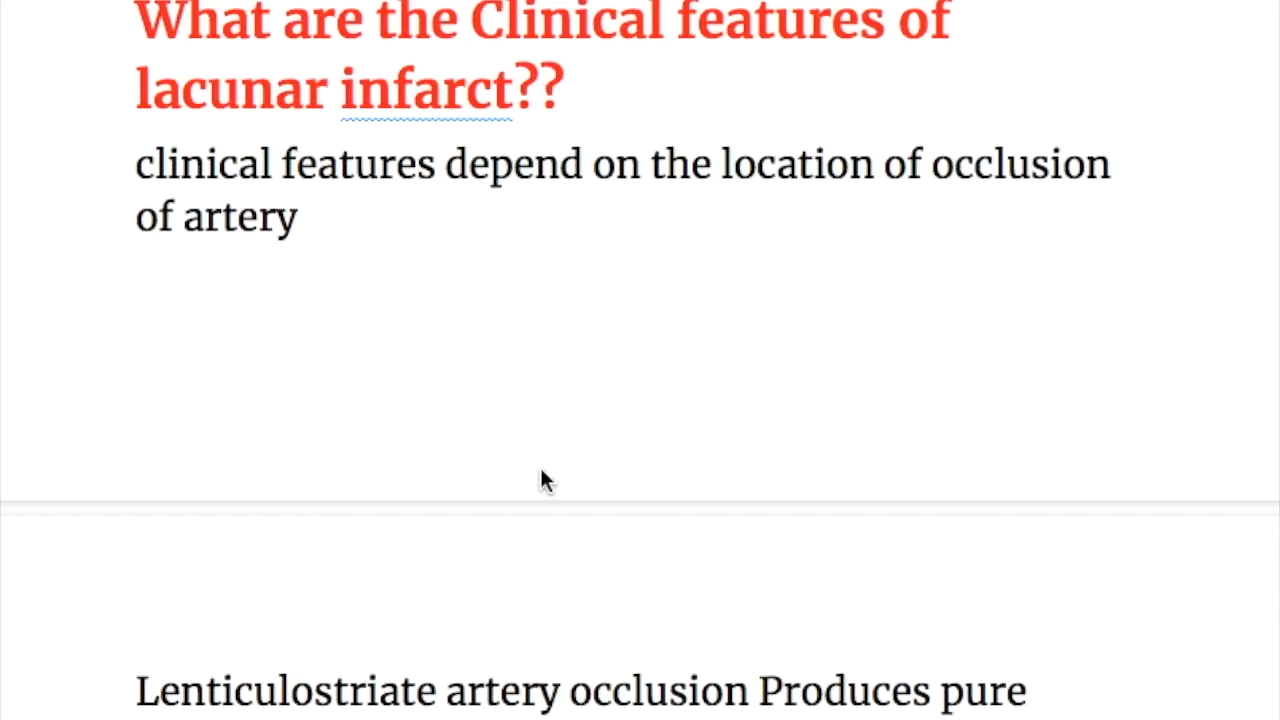 What are the Clinical features of
lacunar infarct??
clinical features depend on the location of occlusion
of artery
Lenticulostriate artery occlusion Produces pure